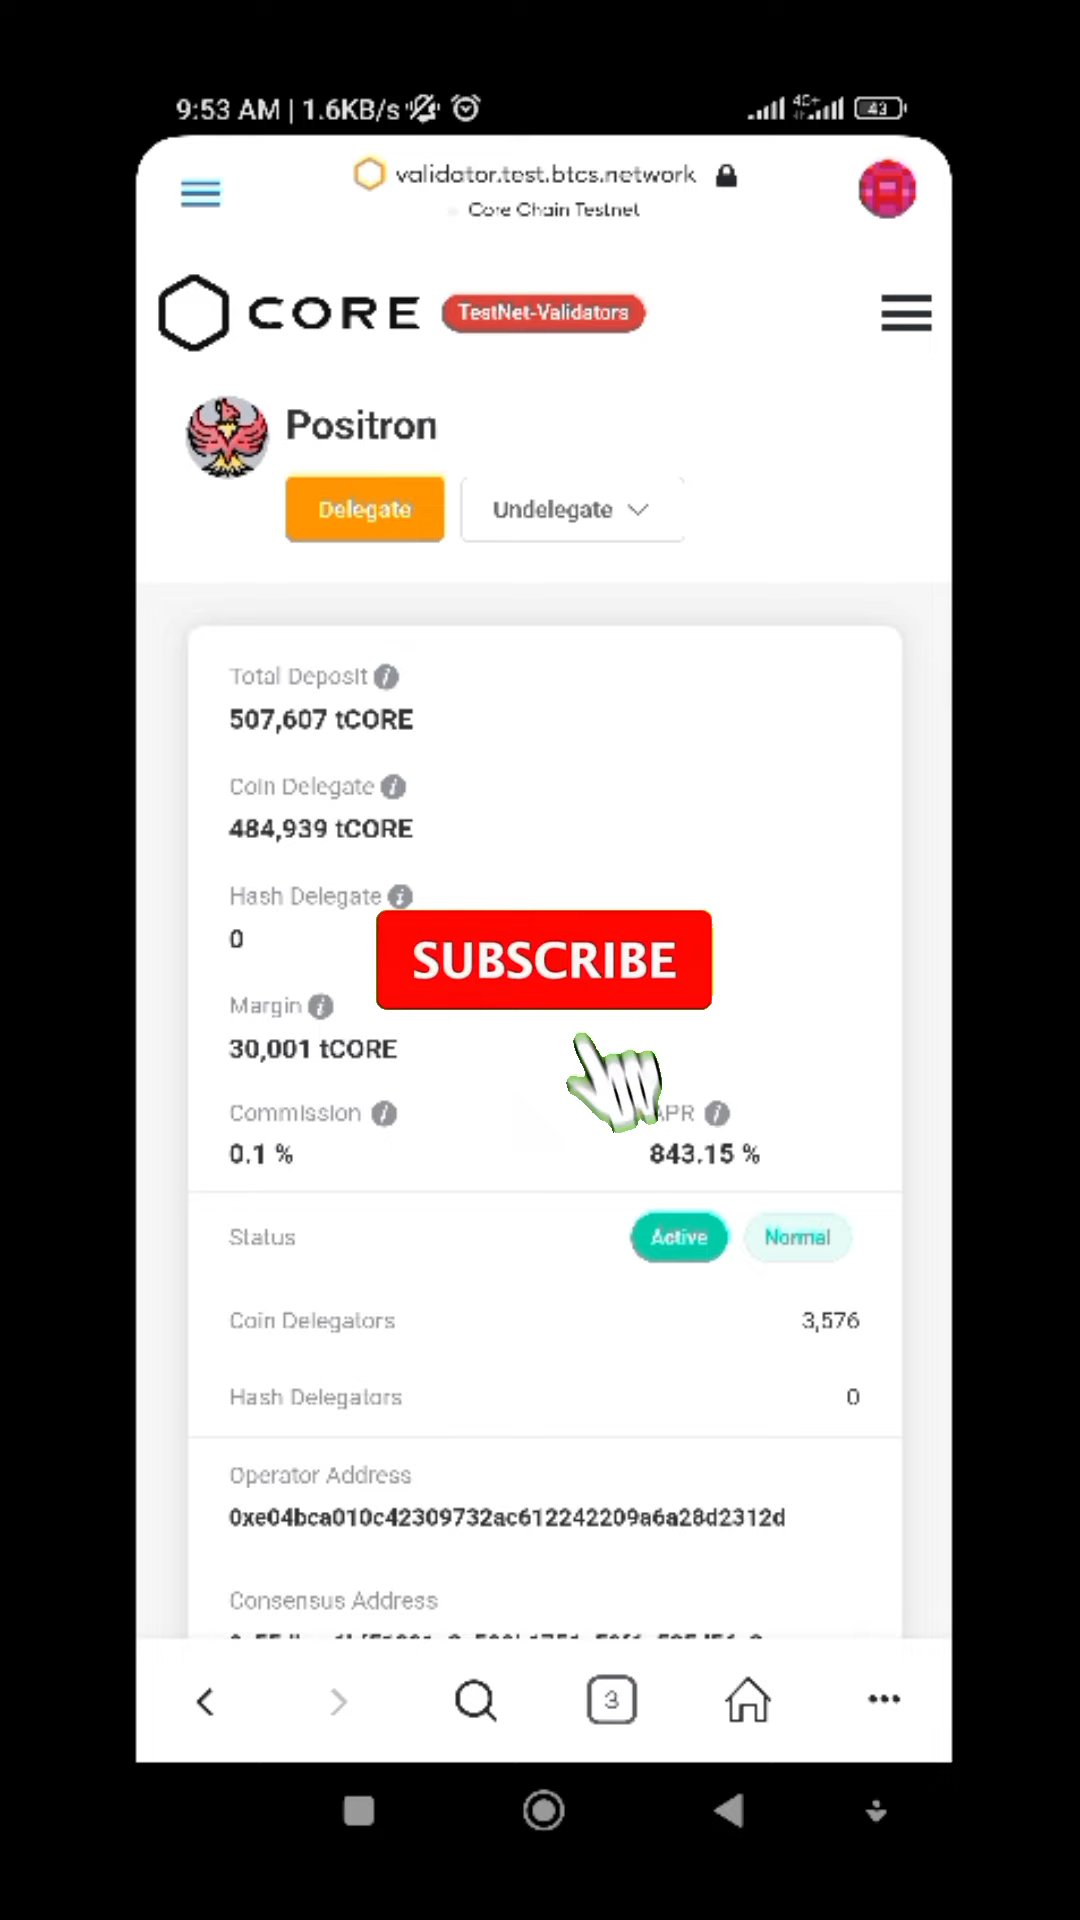 9:53 AM | 1.6KB/s
4G+
43
validator.test.btcs.network
Core Chain Testnet
CORE TestNet-Validators
Positron
Delegate
Undelegate
Total Deposit
507,607 tCORE
Coin Delegate
484,939 tCORE
Hash Delegate
0
SUBSCRIBE
Margin
30,001 tCORE
Commission
APR
0.1 %
843.15 %
Status
Active
Normal
Coin Delegators
3,576
Hash Delegators
0
Operator Address
0xe04bca010c42309732ac612242209a6a28d2312d
Consensus Address
3